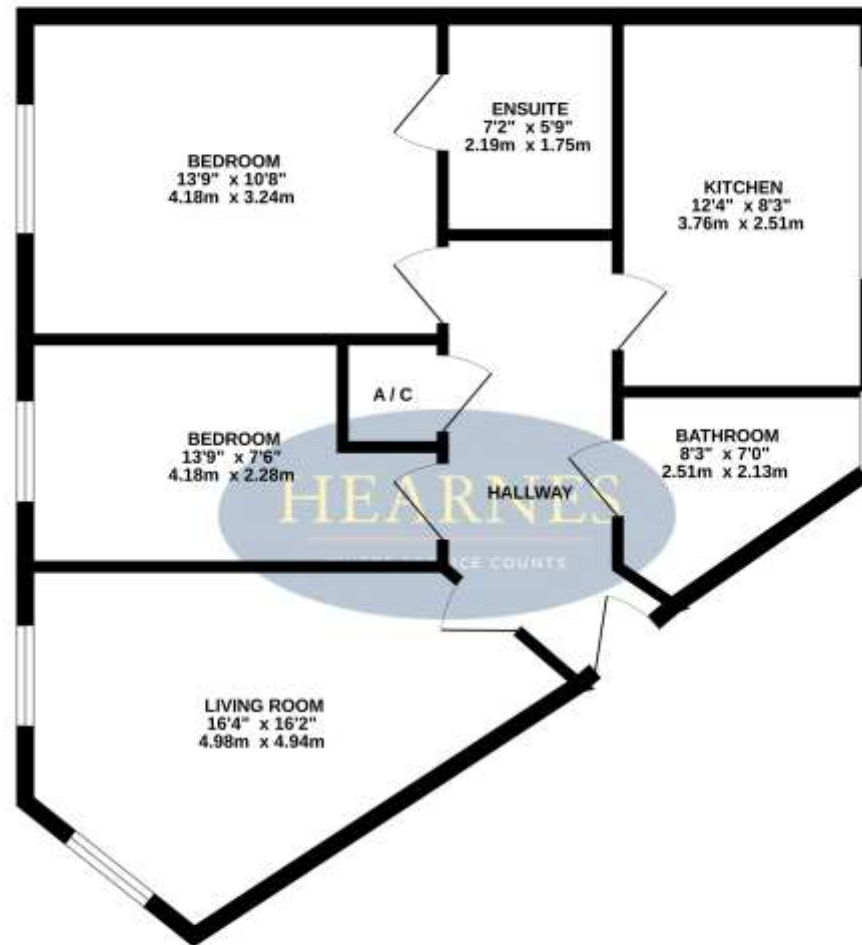 ENSUITE
7'2" x 5'9"
2.19m x 1.75m
BEDROOM
13'9" x 10'8"
4.18m x 3.24m
KITCHEN
12'4" x 8'3"
3.76m x 2.51m
A / C
BEDROOM
13'9" x 7'6"
4.18m x 2.28m
BATHROOM
8'3" x 7'0"
2.51m x 2.13m
HEARNES
HALLWAY
COUNTS
LIVING ROOM
16'4" x 16'2"
4.98m x 4.94m